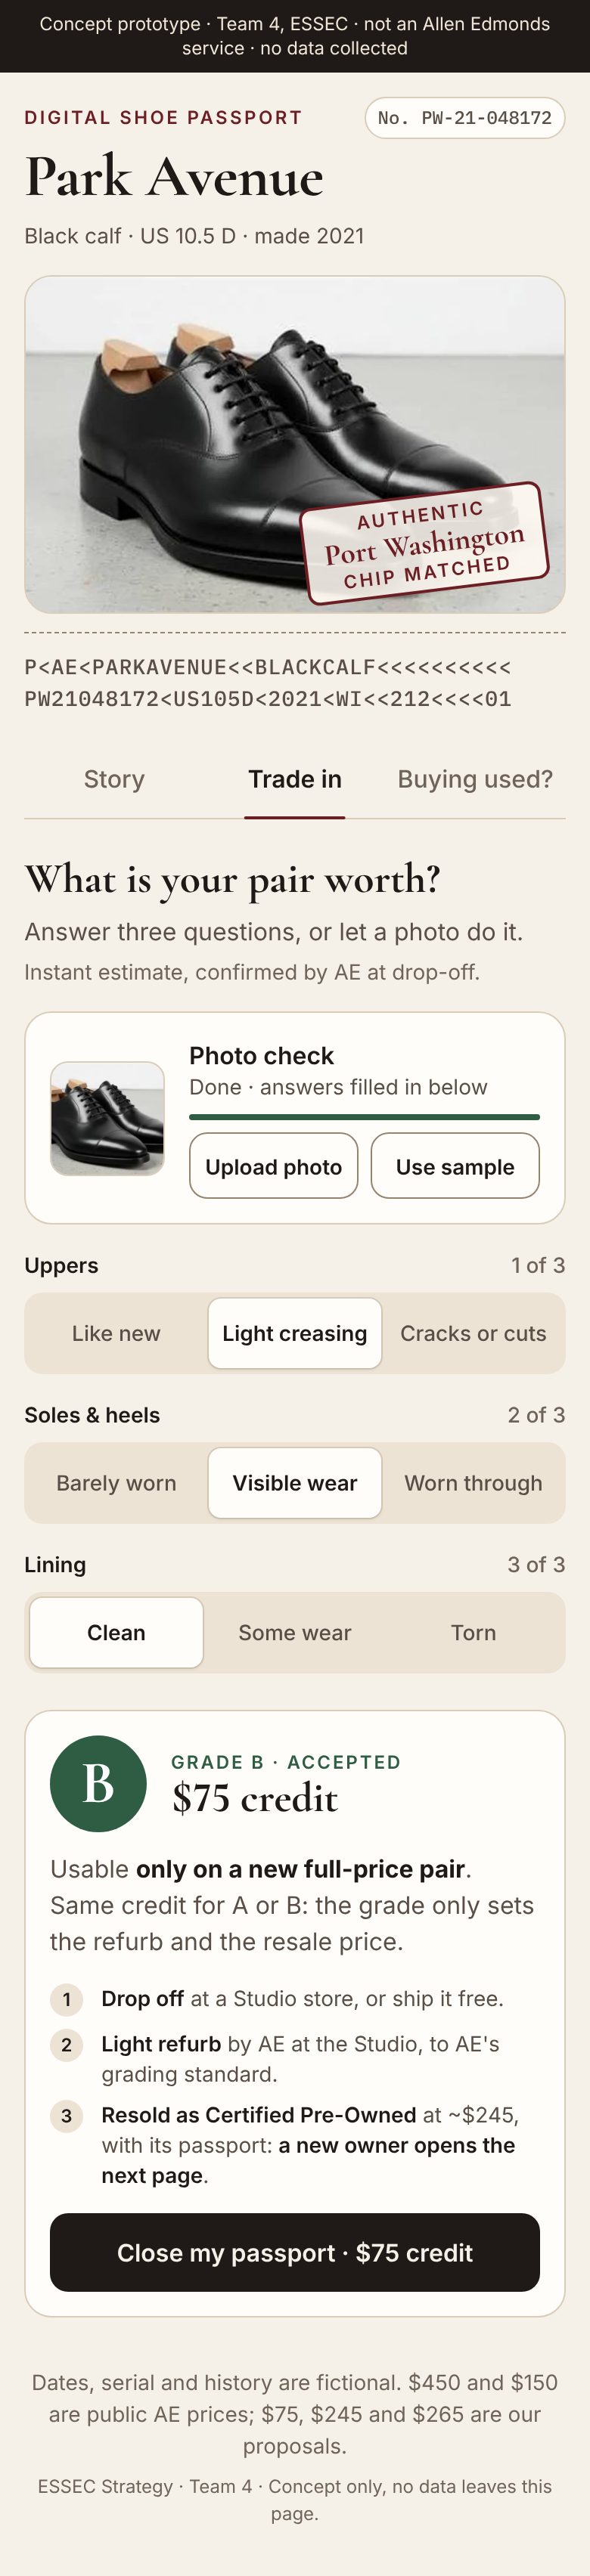 Concept prototype · Team 4, ESSEC · not an Allen Edmonds
service · no data collected
DIGITAL SHOE PASSPORT
No. PW-21-048172
Park Avenue
Black calf · US 10.5 D · made 2021
AUTHENTIC
Port Washington
CHIP MATCHED
P<AE<PARKAVENUE<<BLACKCALF<<<<<<<<<<
PW21048172<US105D<2021<WI<<212<<<<01
Story
Trade in
Buying used?
What is your pair worth?
Answer three questions, or let a photo do it.
Instant estimate, confirmed by AE at drop-off.
Photo check
Done · answers filled in below
Upload photo
Use sample
Uppers
1 of 3
Like new
Light creasing
Cracks or cuts
Soles & heels
2 of 3
Barely worn
Visible wear
Worn through
Lining
3 of 3
Clean
Some wear
Torn
B
GRADE B · ACCEPTED
$75 credit
Usable only on a new full-price pair.
Same credit for A or B: the grade only sets
the refurb and the resale price.
1 Drop off at a Studio store, or ship it free.
2 Light refurb by AE at the Studio, to AE's
grading standard.
3 Resold as Certified Pre-Owned at ~$245,
with its passport: a new owner opens the
next page.
Close my passport · $75 credit
Dates, serial and history are fictional. $450 and $150
are public AE prices; $75, $245 and $265 are our
proposals.
ESSEC Strategy · Team 4 · Concept only, no data leaves this
page.